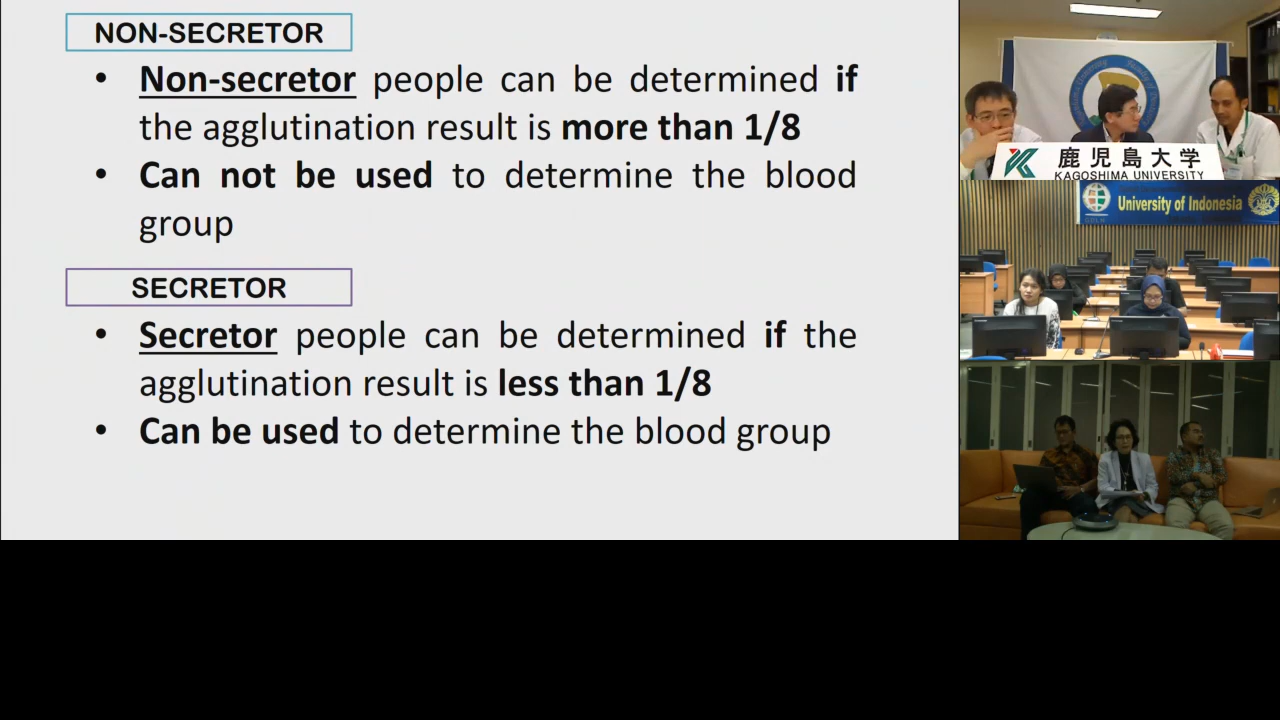 NON-SECRETOR
• Non-secretor people can be determined if
the agglutination result is more than 1/8
• Can not be used to determine the blood
group
SECRETOR
• Secretor people can be determined if the
agglutination result is less than 1/8
• Can be used to determine the blood group
鹿児島大学
KAGOSHIMA UNIVERSITY
University of Indonesia